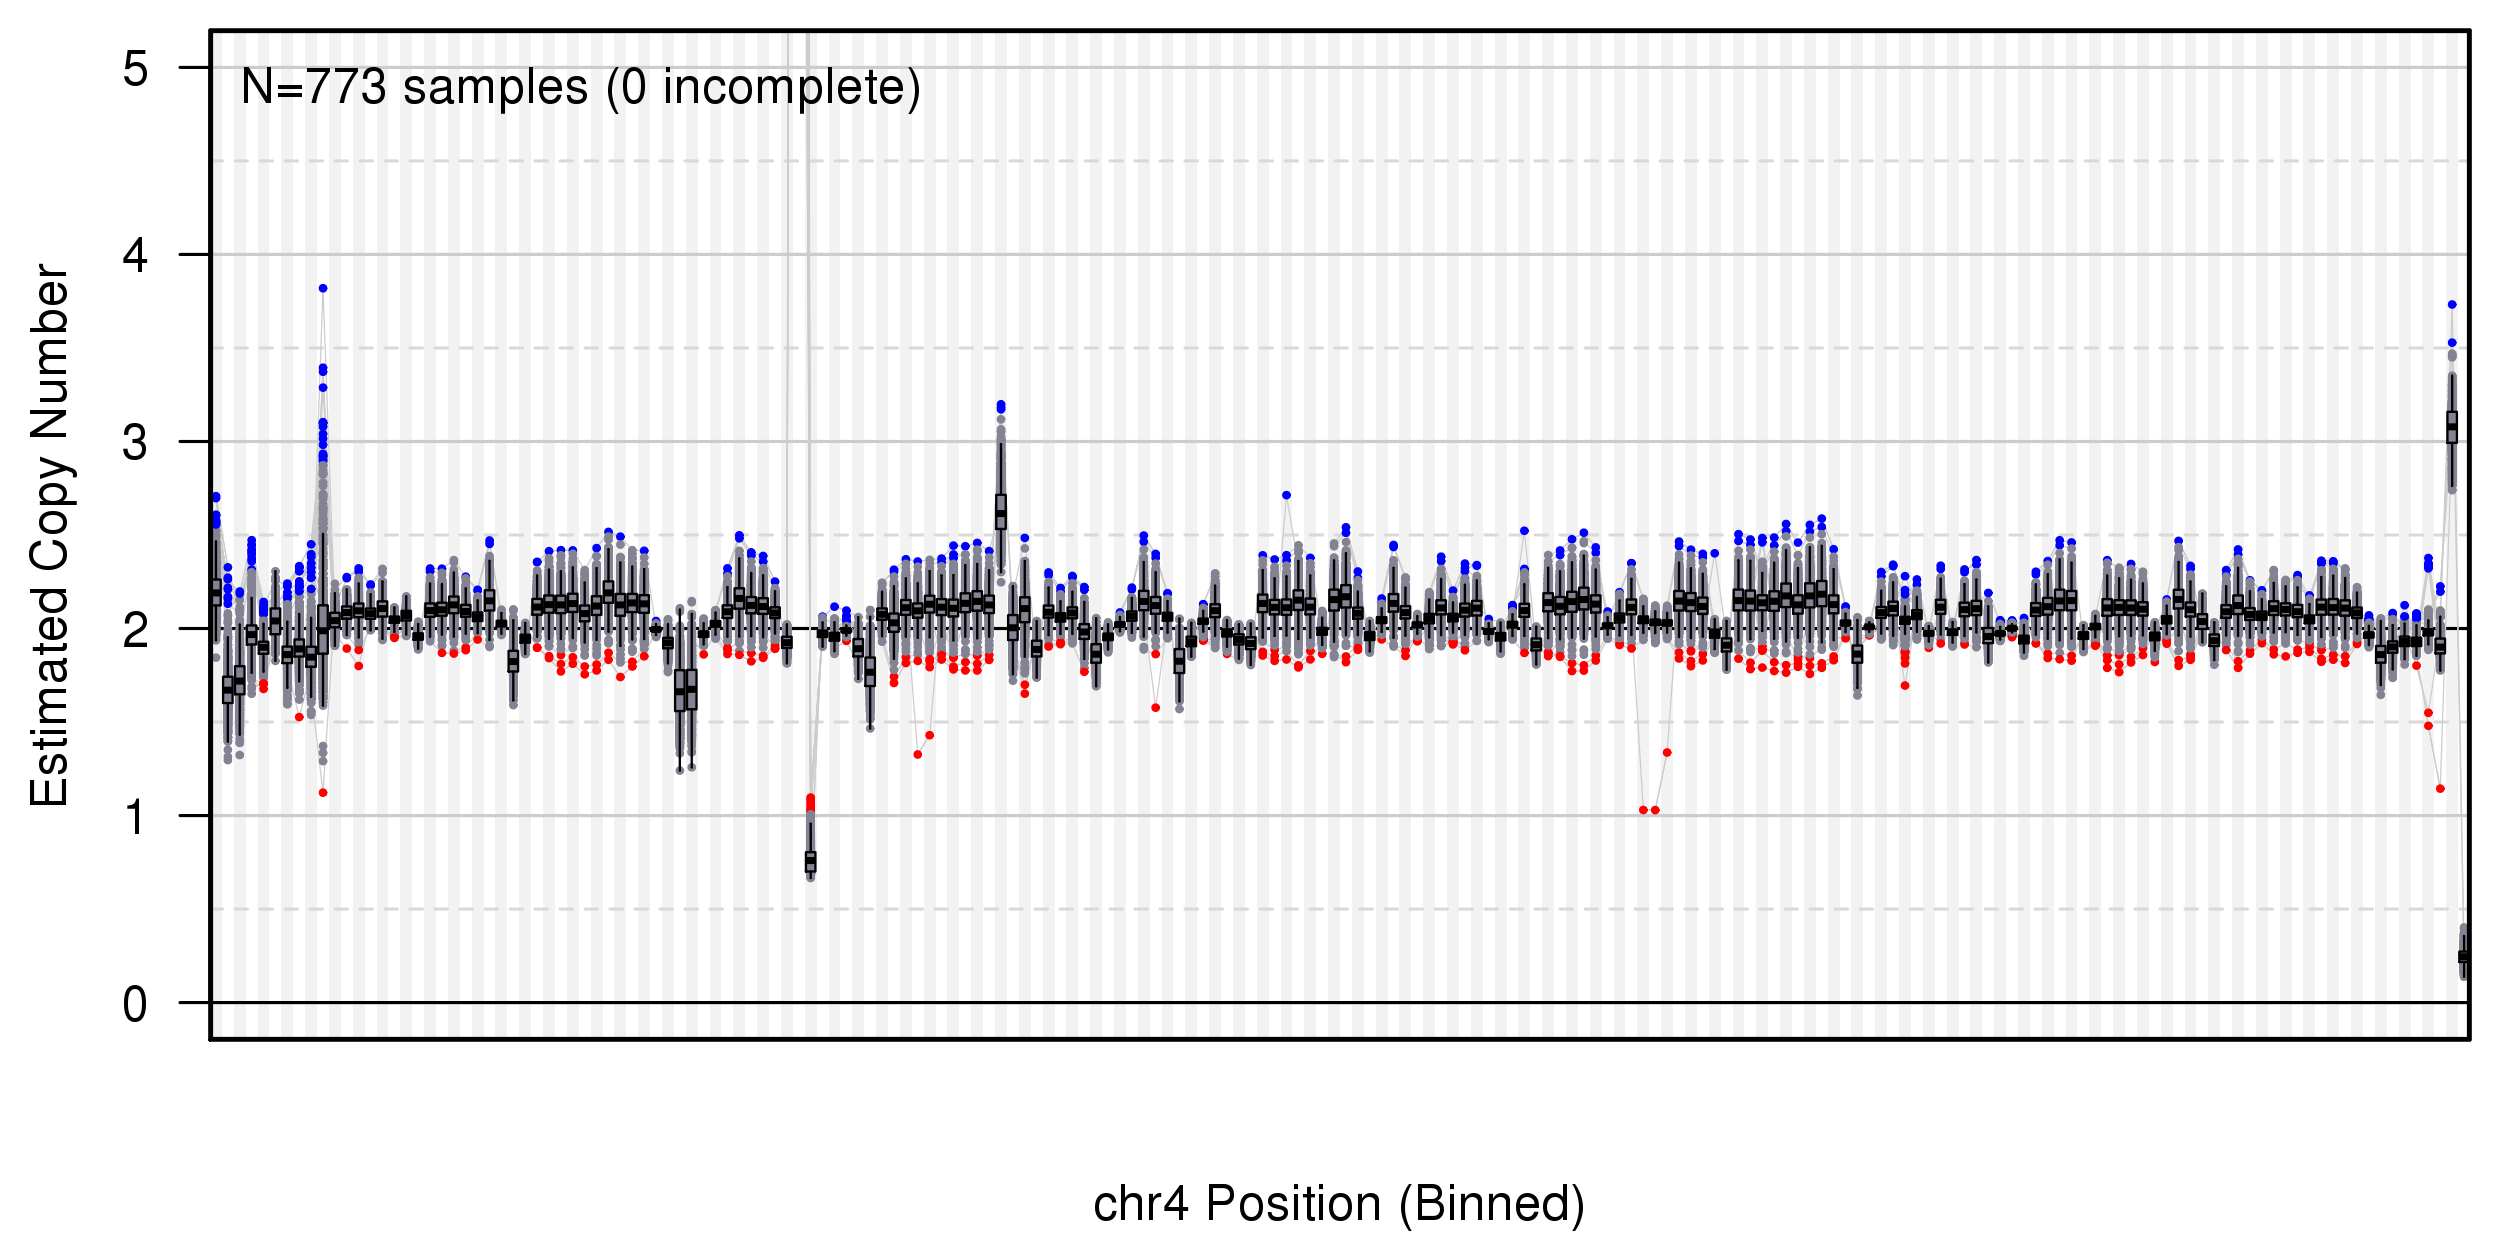 N=773 samples (0 incomplete)
5
4
3
2
1
0
Estimated Copy Number
chr4 Position (Binned)